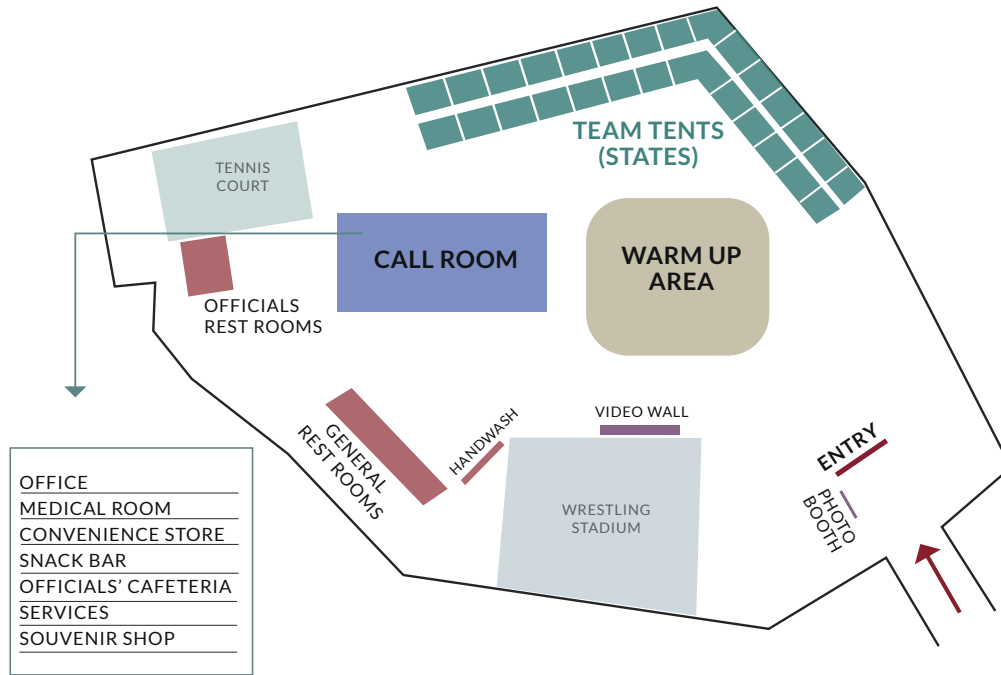 TEAM TENTS
(STATES)
TENNIS
COURT
CALL ROOM
WARM UP
AREA
OFFICIALS
REST ROOMS
VIDEO WALL
HANDWASH
GENERAL
REST ROOMS
ENTRY
PHOTO
BOOTH
WRESTLING
STADIUM
OFFICE
MEDICAL ROOM
CONVENIENCE STORE
SNACK BAR
OFFICIALS’ CAFETERIA
SERVICES
SOUVENIR SHOP